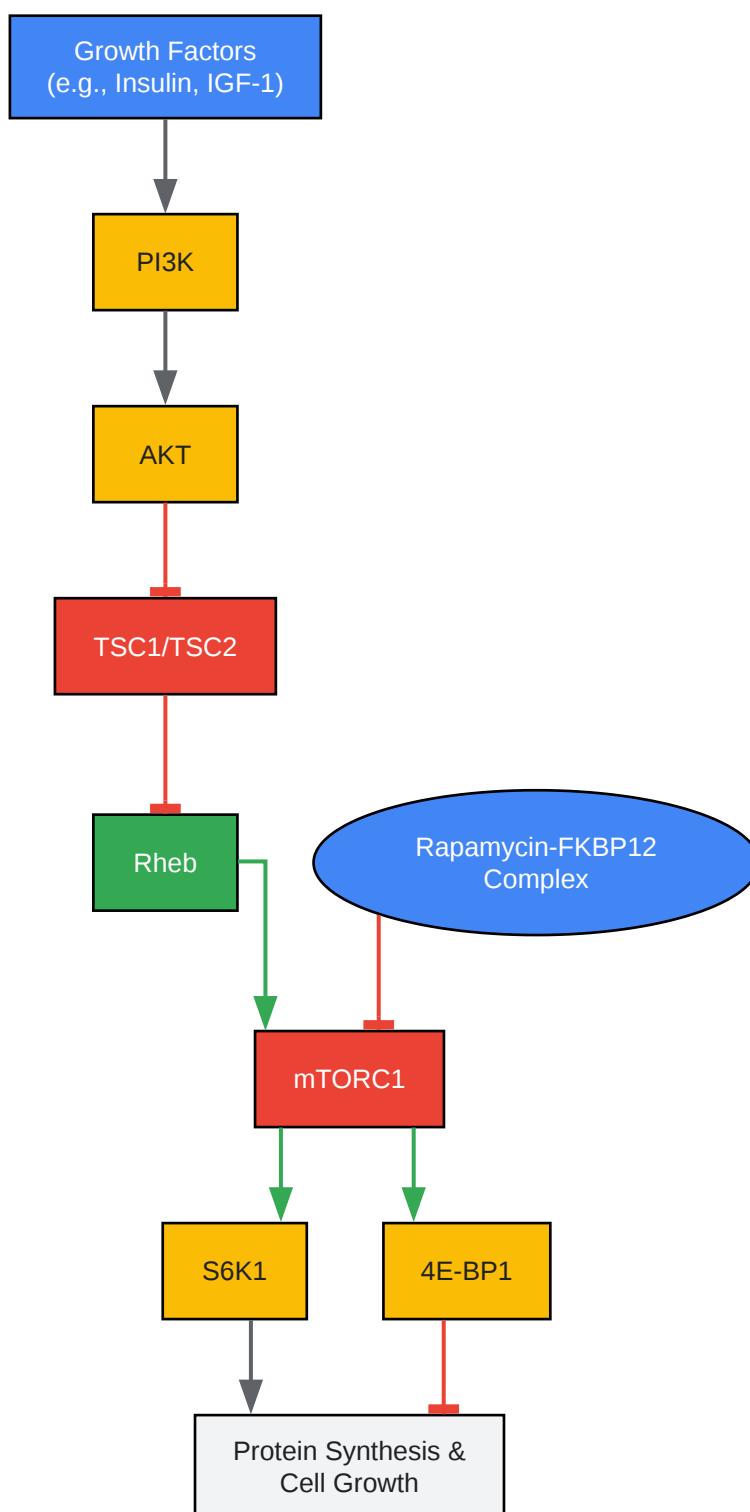 Growth Factors
(e.g., Insulin, IGF-1)
PI3K
AKT
TSC1/TSC2
Rheb
Rapamycin-FKBP12
Complex
mTORC1
S6K1
4E-BP1
Protein Synthesis &
Cell Growth